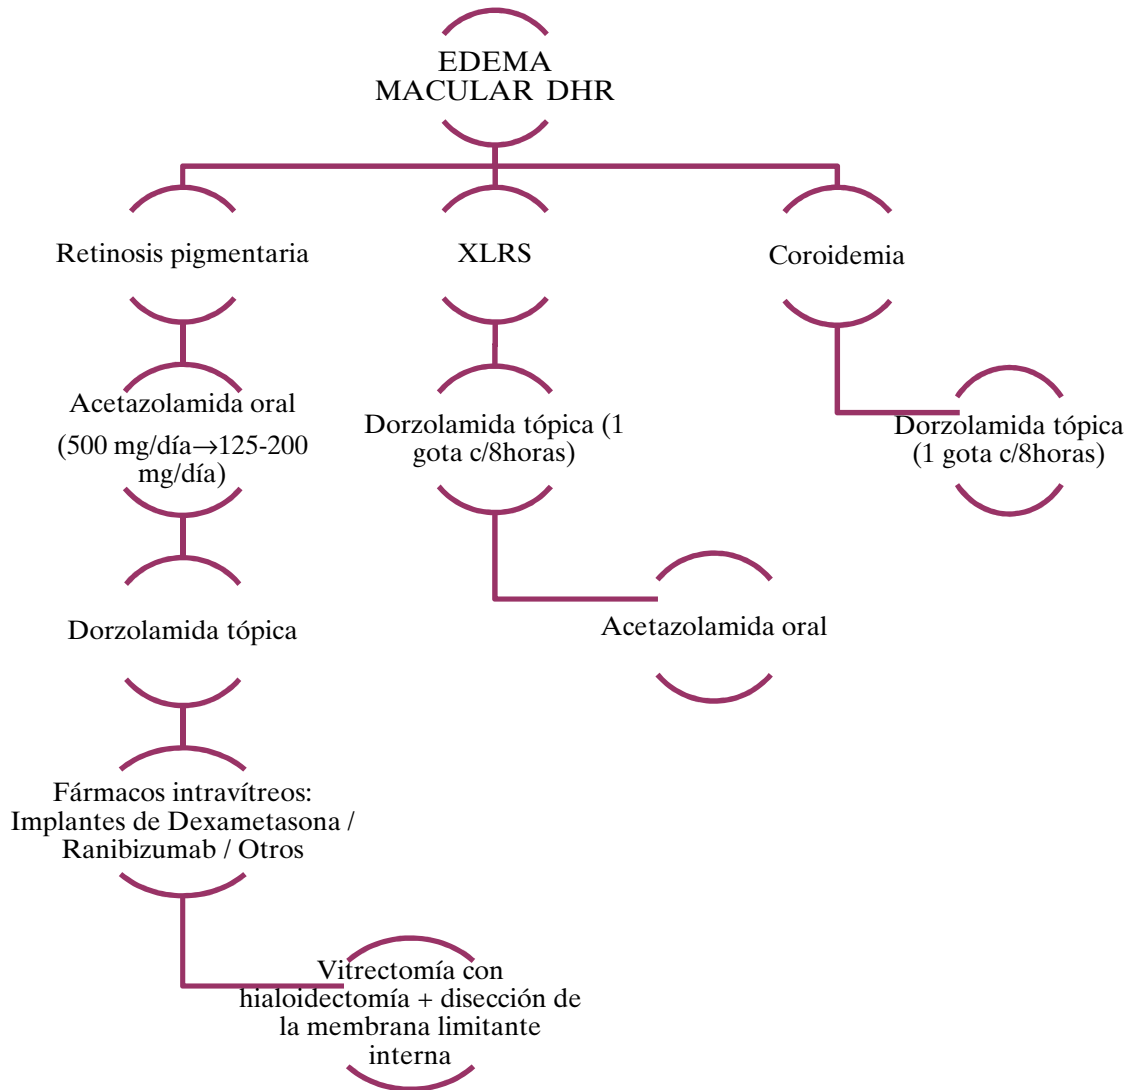 EDEMA
MACULAR DHR
Retinosis pigmentaria
XLRS
Coroidemia
Acetazolamida oral
(500 mg/día→125-200
mg/día)
Dorzolamida tópica (1
gota c/8horas)
Dorzolamida tópica
(1 gota c/8horas)
Dorzolamida tópica
Acetazolamida oral
Fármacos intravítreos:
Implantes de Dexametasona /
Ranibizumab / Otros
Vitrectomía con
hialoidectomía + disección de
la membrana limitante
interna